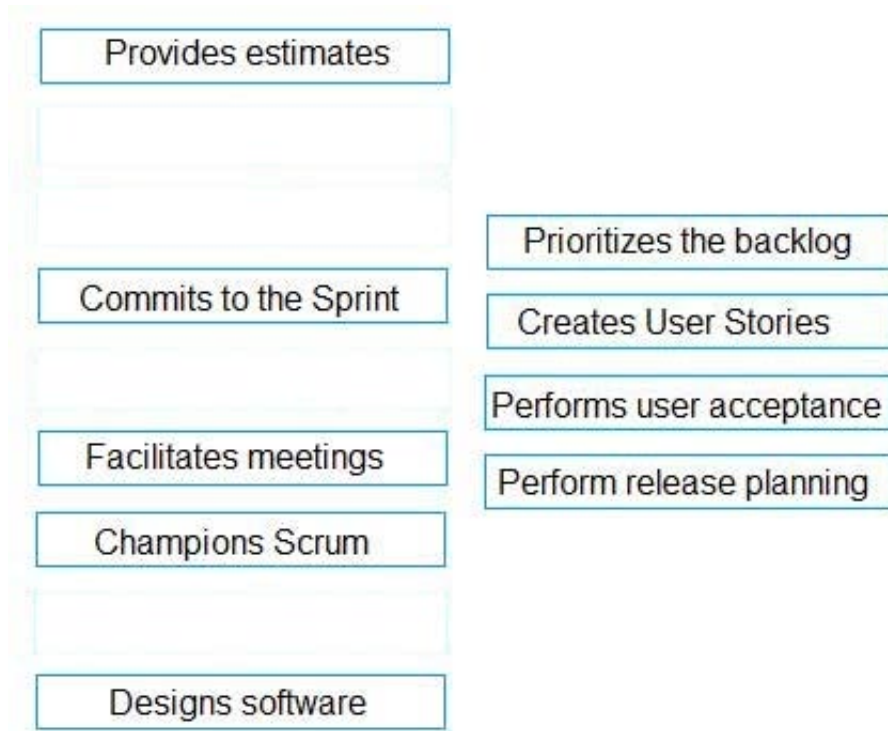 Provides estimates
Commits to the Sprint
Facilitates meetings
Champions Scrum
Designs software
Prioritizes the backlog
Creates User Stories
Performs user acceptance
Perform release planning